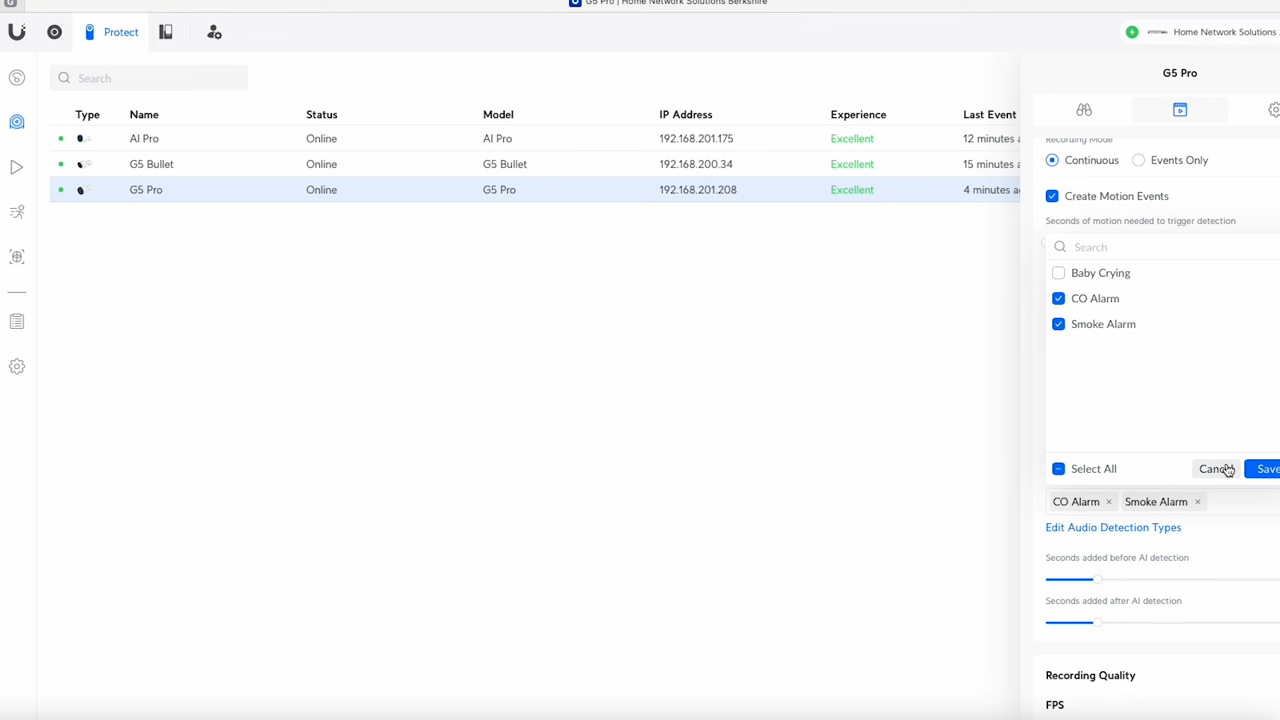 G5 Pro | Home Network Solutions Berkshire
Protect
Home Network Solutions
G5 Pro
Search
Type Name Status Model IP Address Experience Last Event
AI Pro Online AI Pro 192.168.201.175 Excellent 12 minutes a
G5 Bullet Online G5 Bullet 192.168.200.34 Excellent 15 minutes a
G5 Pro Online G5 Pro 192.168.201.208 Excellent 4 minutes ag
Recording Mode
Continuous Events Only
Create Motion Events
Seconds of motion needed to trigger detection
Search
Baby Crying
CO Alarm
Smoke Alarm
Select All Cancel Save
CO Alarm × Smoke Alarm ×
Edit Audio Detection Types
Seconds added before AI detection
Seconds added after AI detection
Recording Quality
FPS